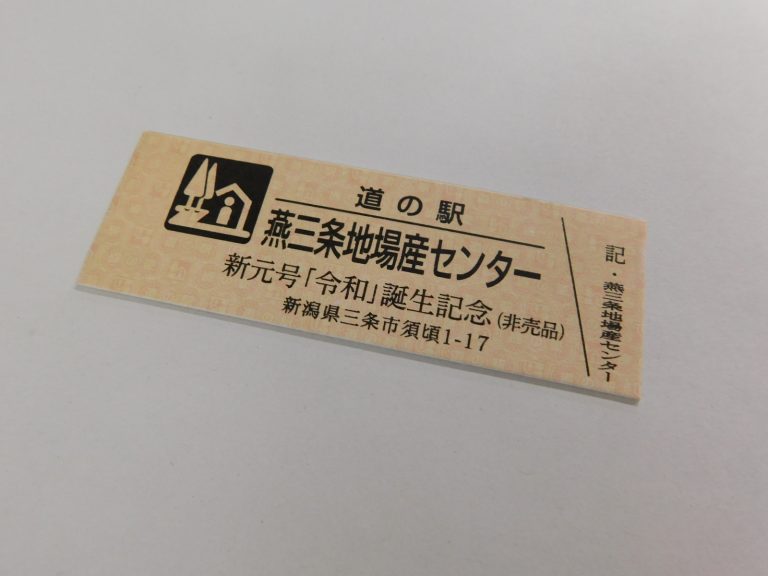 道の駅
燕三条地場産センター
新元号「令和」誕生記念(非売品)
新潟県三条市須頃1-17
記・燕三条地場産センター